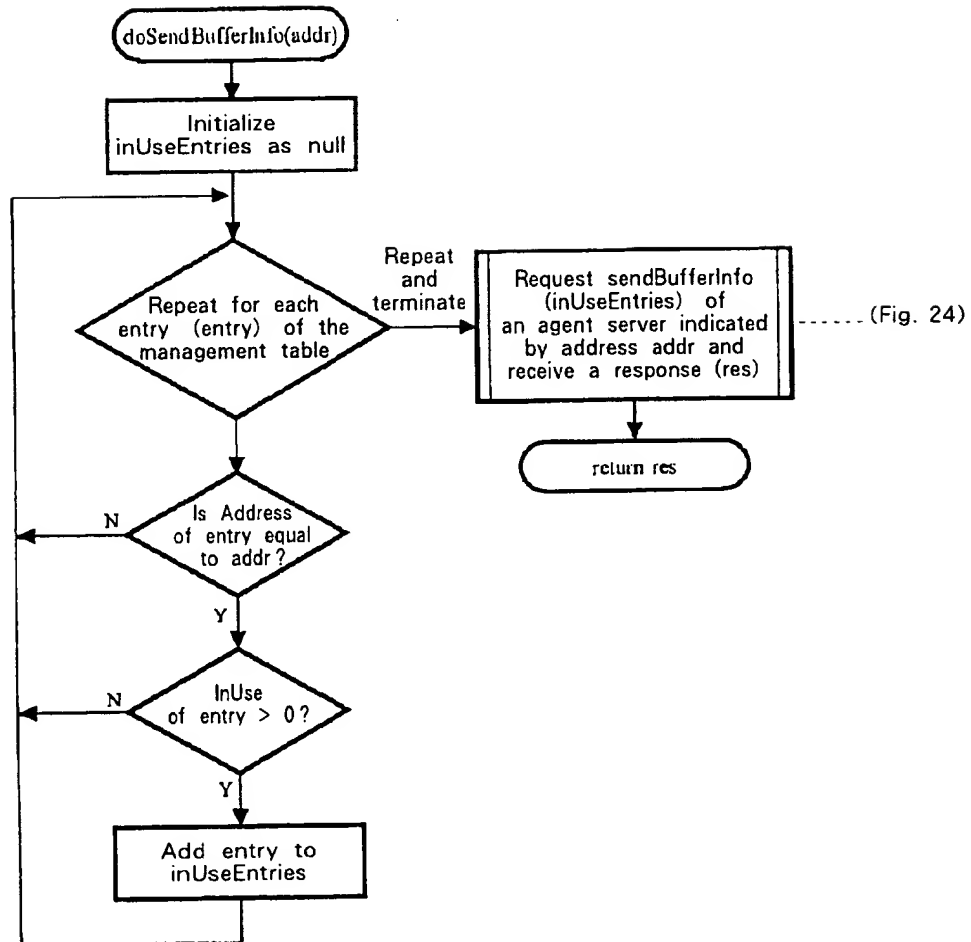 doSendBufferInfo(addr)
Initialize
inUseEntries as null
Repeat for each
entry (entry) of the
management table
Repeat
and
terminate
Request sendBufferInfo
(inUseEntries) of
an agent server indicated
by address addr and
receive a response (res)
(Fig. 24)
return res
Is Address
of entry equal
to addr?
N
Y
InUse
of entry > 0?
N
Y
Add entry to
inUseEntries